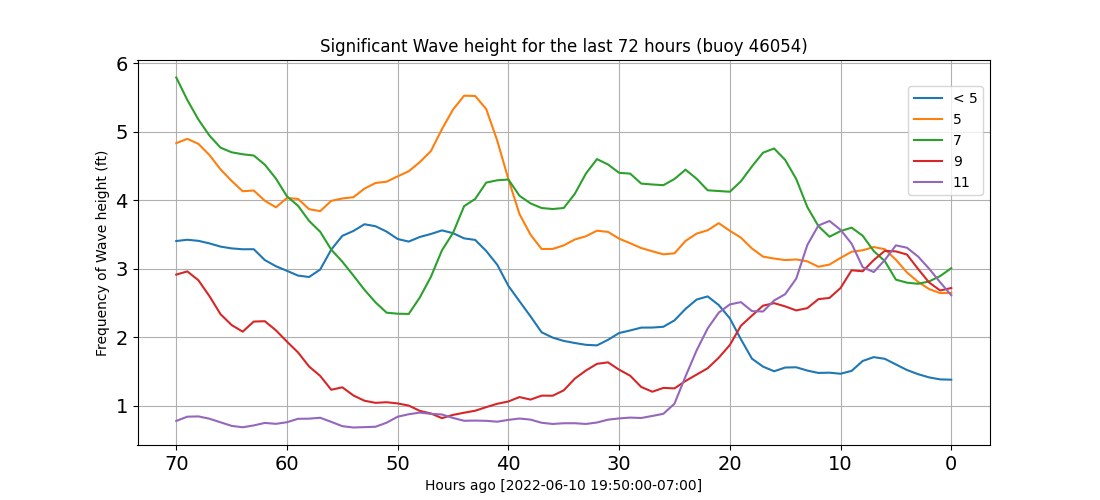 Significant Wave height for the last 72 hours (buoy 46054)
Frequency of Wave height (ft)
6
5
4
3
2
1
< 5
5
7
9
11
70 60 50 40 30 20 10 0
Hours ago [2022-06-10 19:50:00-07:00]